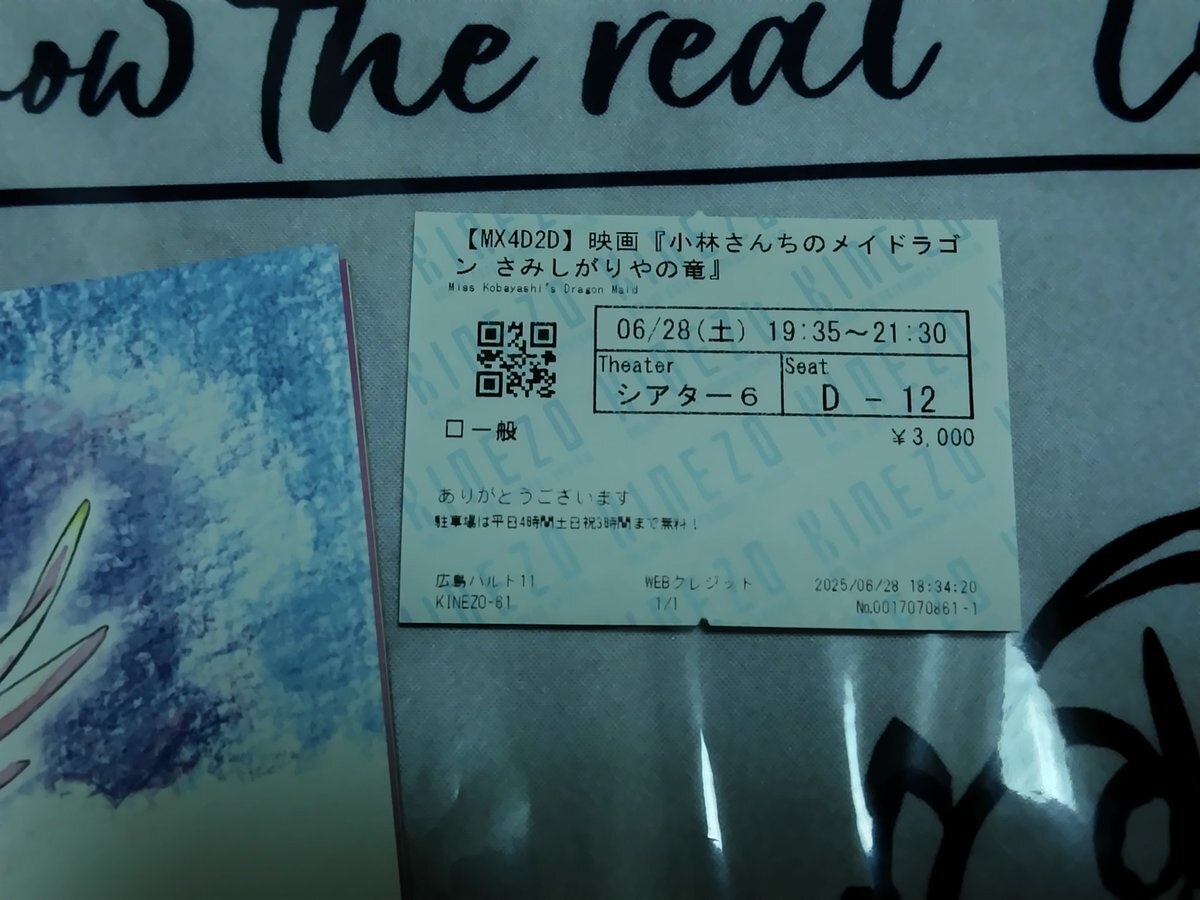 ow The real
【MX4D2D】映画『小林さんちのメイドラゴ
ン さみしがりやの竜』
Miss Kobayashi's Dragon Maid
06/28(土) 19:35～21:30
Theater
シアター６
Seat
D - 12
□一般
¥3,000
ありがとうございます
駐車場は平日4時間土日祝3時間まで無料！
広島バルト11
WEBクレジット
2025/06/28 18:34:20
KINEZO-61
1/1
No.0017070861-1
KINEZO